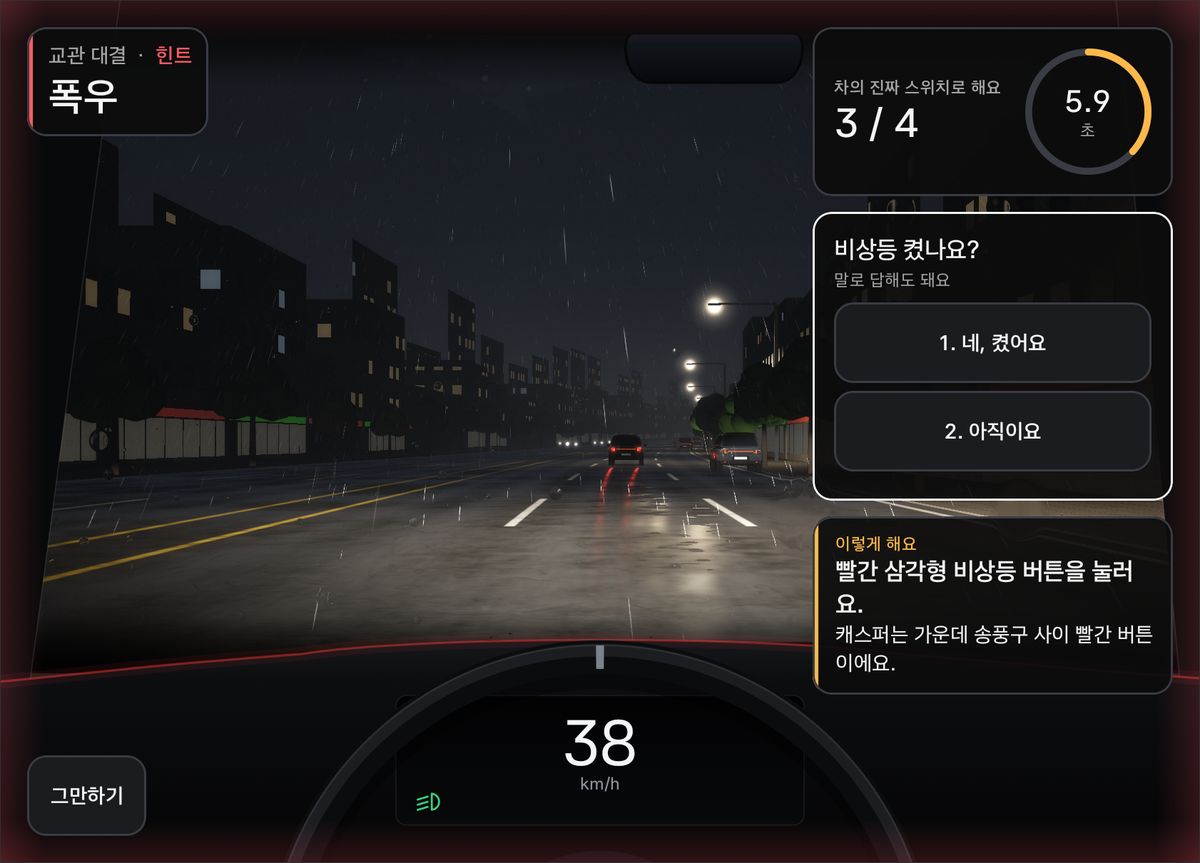 교관 대결 · 힌트
폭우
차의 진짜 스위치로 해요
3 / 4
5.9
초
비상등 켰나요?
말로 답해도 돼요
1. 네, 켰어요
2. 아직이요
이렇게 해요
빨간 삼각형 비상등 버튼을 눌러
요.
캐스퍼는 가운데 송풍구 사이 빨간 버튼
이에요.
38
km/h
그만하기